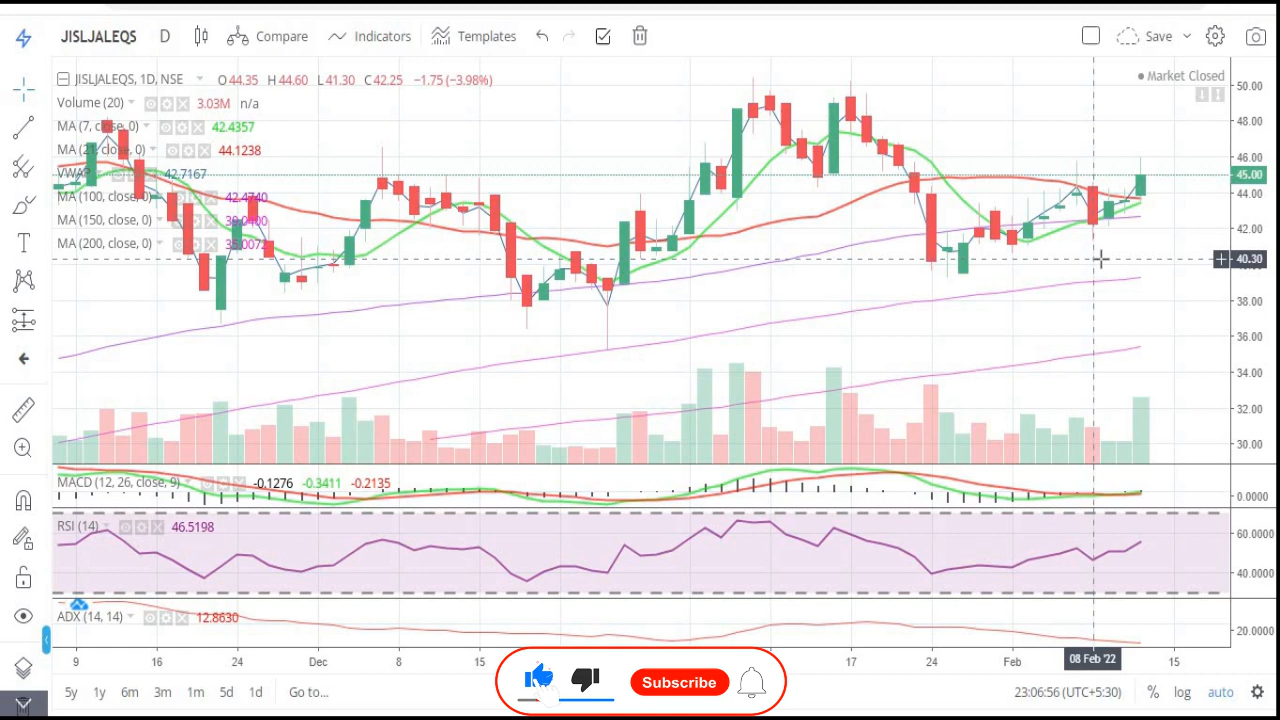 JISLJALEQS D Compare Indicators Templates Save
JISLJALEQS, 1D, NSE O 44.35 H 44.60 L 41.30 C 42.25 −1.75 (−3.98%)
Market Closed
Volume (20) 3.03M n/a
MA (7, close, 0) 42.4357
MA (21, close, 0) 44.1238
VWAP 42.7167
MA (100, close, 0) 42.4740
MA (150, close, 0)
MA (200, close, 0) 35.0072
50.00
48.00
46.00
45.00
44.00
42.00
40.30
38.00
36.00
34.00
32.00
30.00
MACD (12, 26, close, 9) -0.1276 -0.3411 -0.2135
0.0000
RSI (14) 46.5198
60.0000
40.0000
ADX (14, 14) 12.8630
20.0000
9 16 24 Dec 8 15 17 24 Feb 08 Feb '22 15
Subscribe
5y 1y 6m 3m 1m 5d 1d Go to... 23:06:56 (UTC+5:30) % log auto